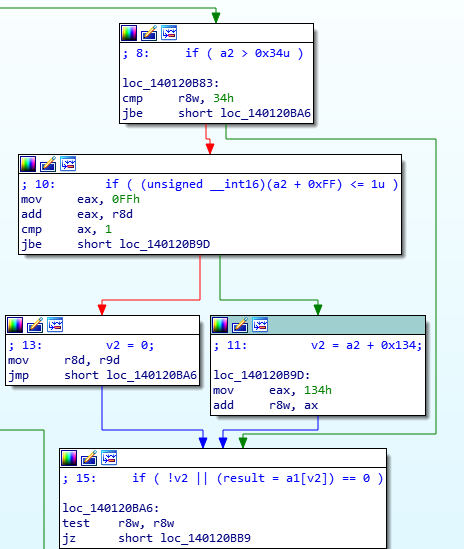 ; 8:     if ( a2 > 0x34u )
loc_140120B83:
cmp     r8w, 34h
jbe     short loc_140120BA6
; 10:       if ( (unsigned __int16)(a2 + 0xFF) <= 1u )
mov     eax, 0FFh
add     eax, r8d
cmp     ax, 1
jbe     short loc_140120B9D
; 13:         v2 = 0;
mov     r8d, r9d
jmp     short loc_140120BA6
; 11:         v2 = a2 + 0x134;
loc_140120B9D:
mov     eax, 134h
add     r8w, ax
; 15:     if ( !v2 || (result = a1[v2]) == 0 )
loc_140120BA6:
test    r8w, r8w
jz      short loc_140120BB9